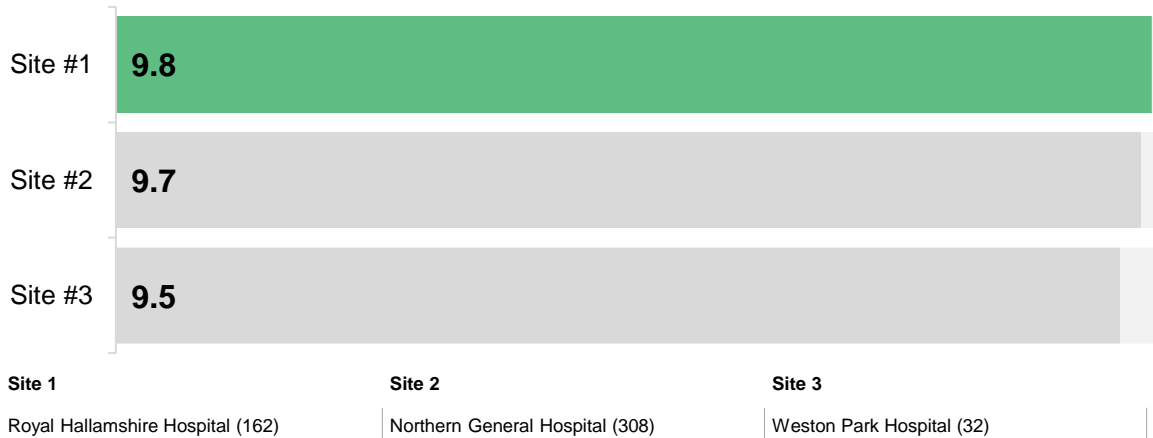 Site #1 9.8
Site #2 9.7
Site #3 9.5
Site 1 Site 2 Site 3
Royal Hallamshire Hospital (162) Northern General Hospital (308) Weston Park Hospital (32)